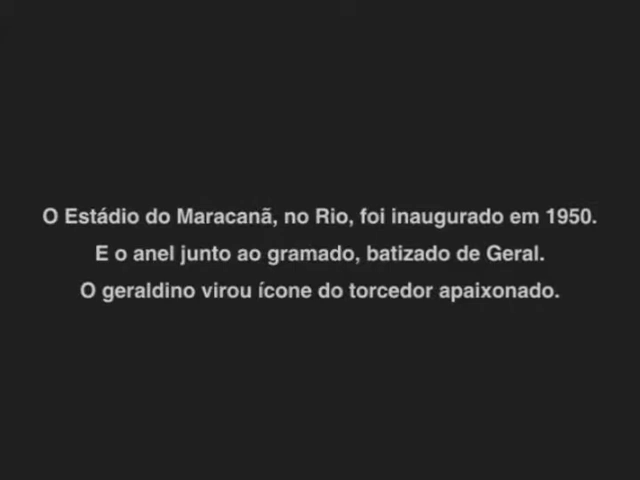 O Estádio do Maracanã, no Rio, foi inaugurado em 1950.
E o anel junto ao gramado, batizado de Geral.
O geraldino virou ícone do torcedor apaixonado.